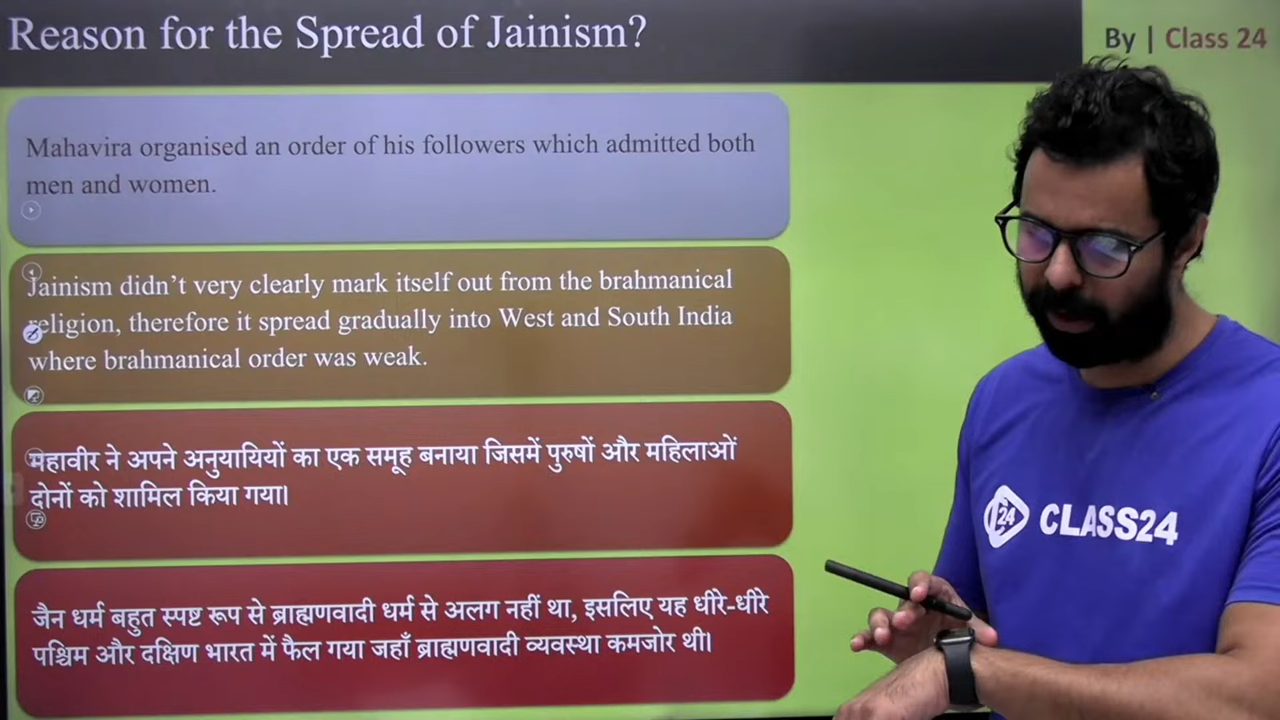 Reason for the Spread of Jainism?
By | Class 24
Mahavira organised an order of his followers which admitted both
men and women.
Jainism didn't very clearly mark itself out from the brahmanical
religion, therefore it spread gradually into West and South India
where brahmanical order was weak.
महावीर ने अपने अनुयायियों का एक समूह बनाया जिसमें पुरुषों और महिलाओं
दोनों को शामिल किया गया।
जैन धर्म बहुत स्पष्ट रूप से ब्राह्मणवादी धर्म से अलग नहीं था, इसलिए यह धीरे-धीरे
पश्चिम और दक्षिण भारत में फैल गया जहाँ ब्राह्मणवादी व्यवस्था कमजोर थी।
24
CLASS24